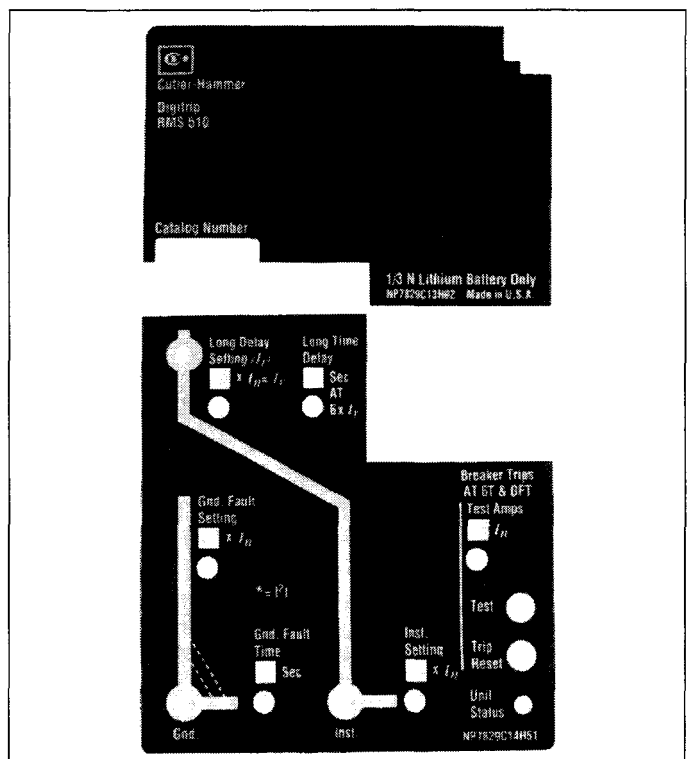 Cutler-Hammer
Digitrip
RMS 510
Catalog Number
1/3 N Lithium Battery Only
NP7829C13H02 Made in U.S.A.
Long Delay
Setting (Ir)
x In = Ir
Long Time
Delay
Sec
AT
6x Ir
Gnd. Fault
Setting
x In
*= I²t
Gnd. Fault
Time
Sec
Gnd.
Inst.
Inst.
Setting
x In
Breaker Trips
AT 6T & GFT
Test Amps
In
Test
Trip
Reset
Unit
Status
NP7829C14H51